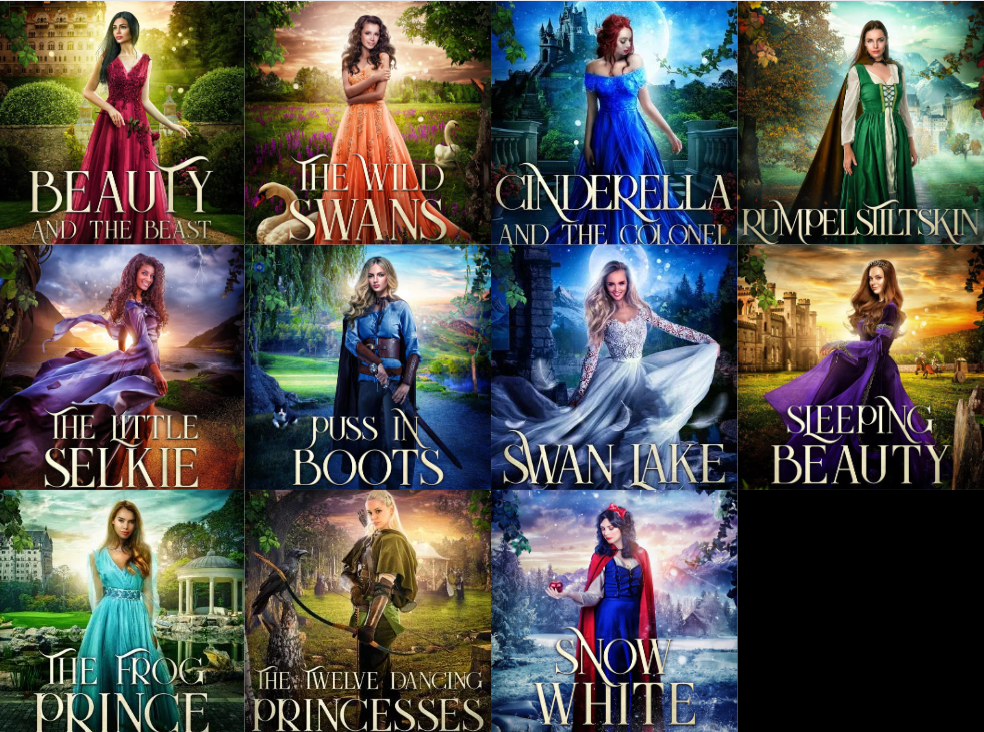 BEAUTY
AND THE BEAST
THE WILD
SWANS
CINDERELLA
AND THE COLONEL
RUMPELSTILTSKIN
THE LITTLE
SELKIE
PUSS IN
BOOTS
SWAN LAKE
SLEEPING
BEAUTY
THE FROG
PRINCE
THE TWELVE DANCING
PRINCESSES
SNOW
WHITE